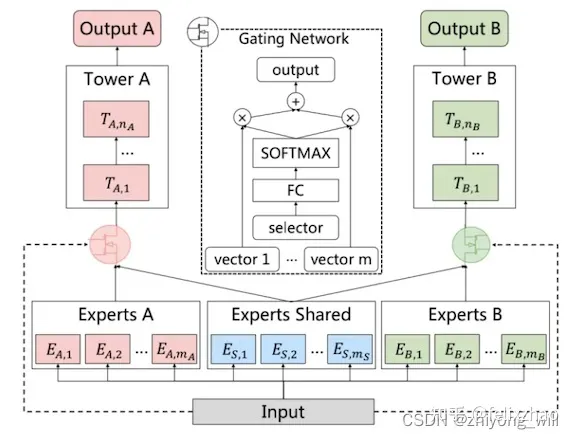 Output A
Gating Network
Output B
output
Tower A
Tower B
T_{A,n_A}
...
T_{A,1}
×
+
×
SOFTMAX
FC
selector
vector 1 ... vector m
T_{B,n_B}
...
T_{B,1}
Experts A
Experts Shared
Experts B
E_{A,1} E_{A,2} ... E_{A,m_A}
E_{S,1} E_{S,2} ... E_{S,m_S}
E_{B,1} E_{B,2} ... E_{B,m_B}
Input
CSDN @zhiyong_will